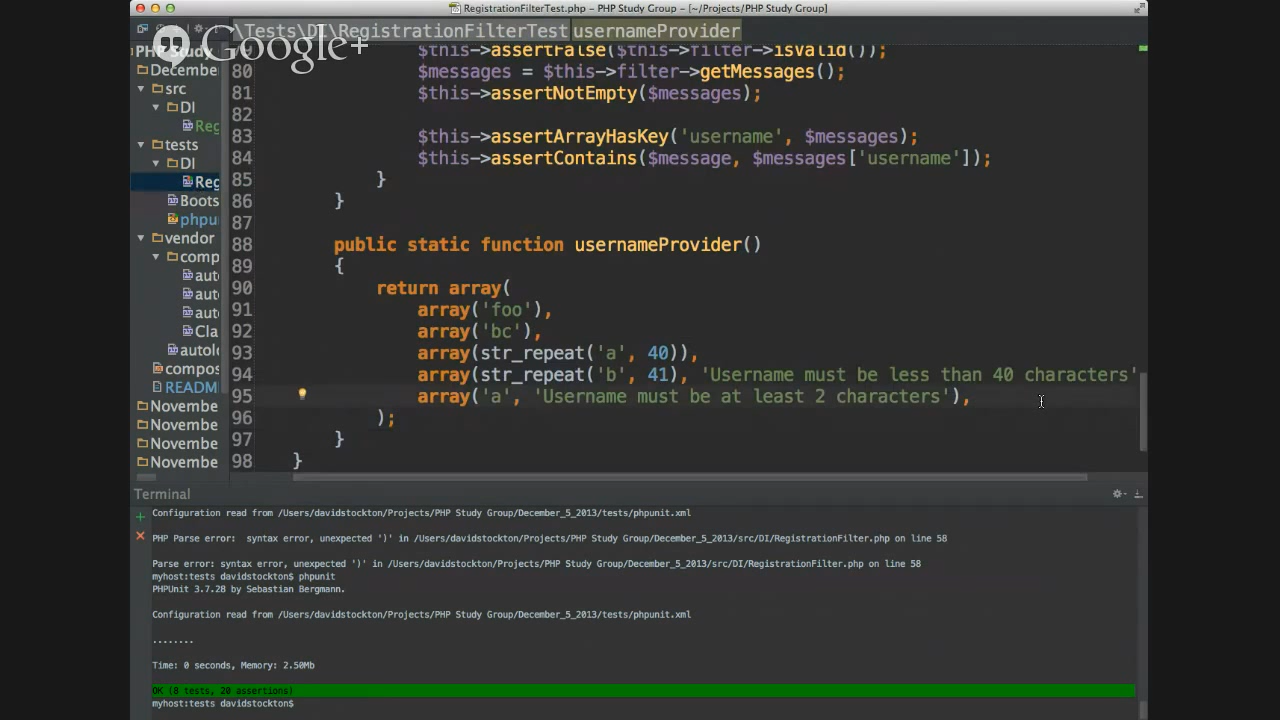 RegistrationFilterTest.php - PHP Study Group - [~/Projects/PHP Study Group]
Google+
\Tests\DI\RegistrationFilterTest usernameProvider
PHP Study
December
src
DI
Reg
tests
DI
Reg
Boots
phpu
vendor
comp
auto
auto
auto
Cla
autolo
compos
README
Novembe
Novembe
Novembe
Novembe
$this->assertFalse($this->filter->isValid());
80 $messages = $this->filter->getMessages();
81 $this->assertNotEmpty($messages);
82
83 $this->assertArrayHasKey('username', $messages);
84 $this->assertContains($message, $messages['username']);
85 }
86 }
87
88 public static function usernameProvider()
89 {
90 return array(
91 array('foo'),
92 array('bc'),
93 array(str_repeat('a', 40)),
94 array(str_repeat('b', 41), 'Username must be less than 40 characters'
95 array('a', 'Username must be at least 2 characters'),
96 );
97 }
98 }
Terminal
Configuration read from /Users/davidstockton/Projects/PHP Study Group/December_5_2013/tests/phpunit.xml
PHP Parse error:  syntax error, unexpected ')' in /Users/davidstockton/Projects/PHP Study Group/December_5_2013/src/DI/RegistrationFilter.php on line 58
Parse error: syntax error, unexpected ')' in /Users/davidstockton/Projects/PHP Study Group/December_5_2013/src/DI/RegistrationFilter.php on line 58
myhost:tests davidstockton$ phpunit
PHPUnit 3.7.28 by Sebastian Bergmann.
Configuration read from /Users/davidstockton/Projects/PHP Study Group/December_5_2013/tests/phpunit.xml
........
Time: 0 seconds, Memory: 2.50Mb
OK (8 tests, 20 assertions)
myhost:tests davidstockton$